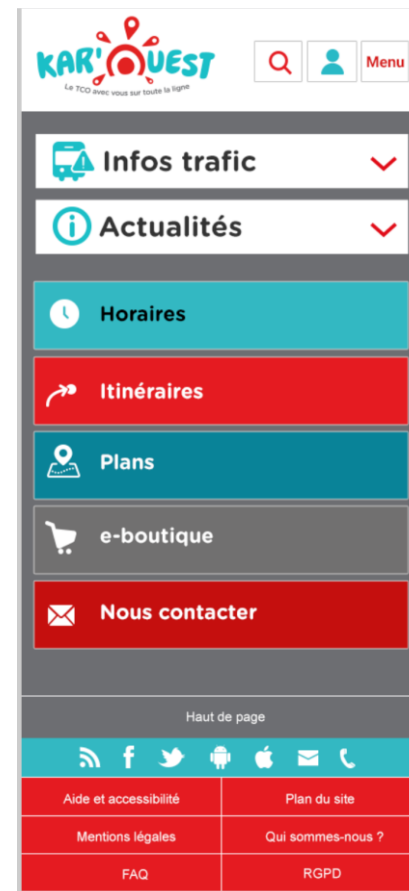 KAR'OUEST
Le TCO avec vous sur toute la ligne
Menu
Infos trafic
Actualités
Horaires
Itinéraires
Plans
e-boutique
Nous contacter
Haut de page
Aide et accessibilité
Plan du site
Mentions légales
Qui sommes-nous ?
FAQ
RGPD